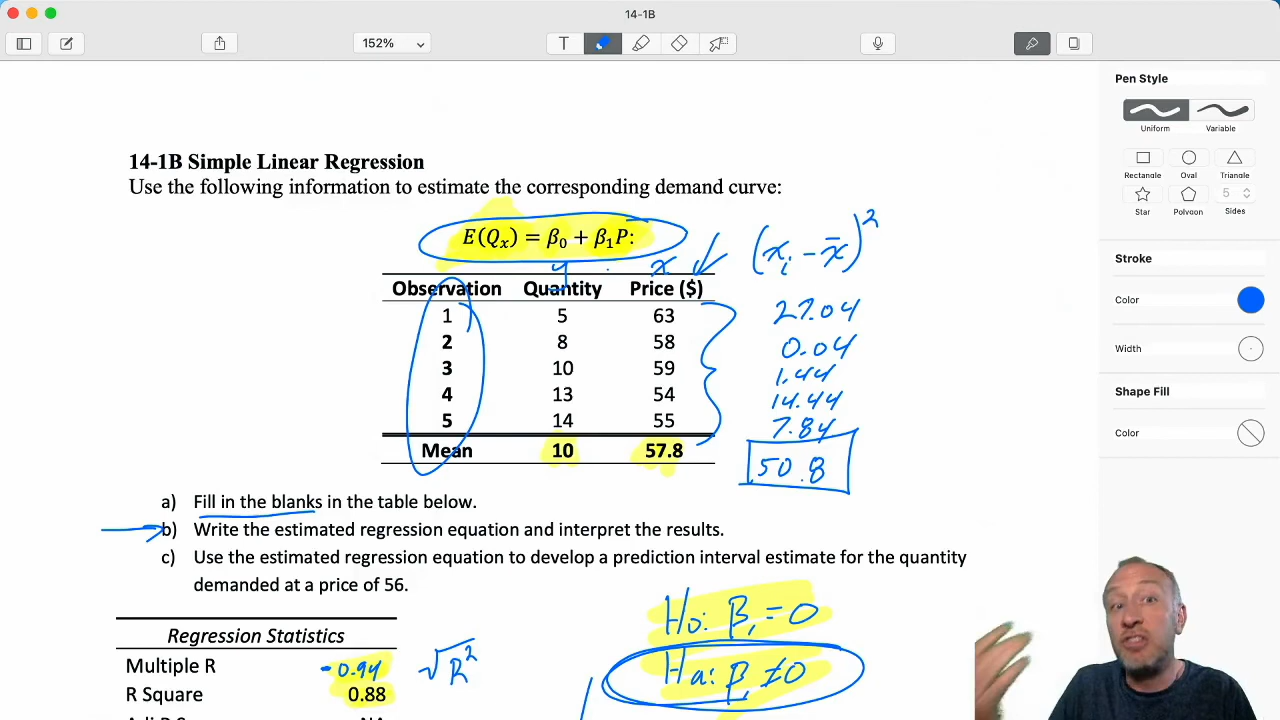 14-1B
152%
T
Pen Style
Uniform Variable
Rectangle Oval Triangle
5
Star Polygon Sides
Stroke
Color
Width
Shape Fill
Color
14-1B Simple Linear Regression
Use the following information to estimate the corresponding demand curve:
E(Qₓ) = β₀ + β₁P:
(xᵢ − x̄)²
y x
Observation Quantity Price ($)
1 5 63 27.04
2 8 58 0.04
3 10 59 1.44
4 13 54 14.44
5 14 55 7.84
Mean 10 57.8 50.8
a) Fill in the blanks in the table below.
b) Write the estimated regression equation and interpret the results.
c) Use the estimated regression equation to develop a prediction interval estimate for the quantity
demanded at a price of 56.
Ho: β₁ = 0
Regression Statistics
Multiple R -0.94 √R² Ha: β₁ ≠ 0
R Square 0.88